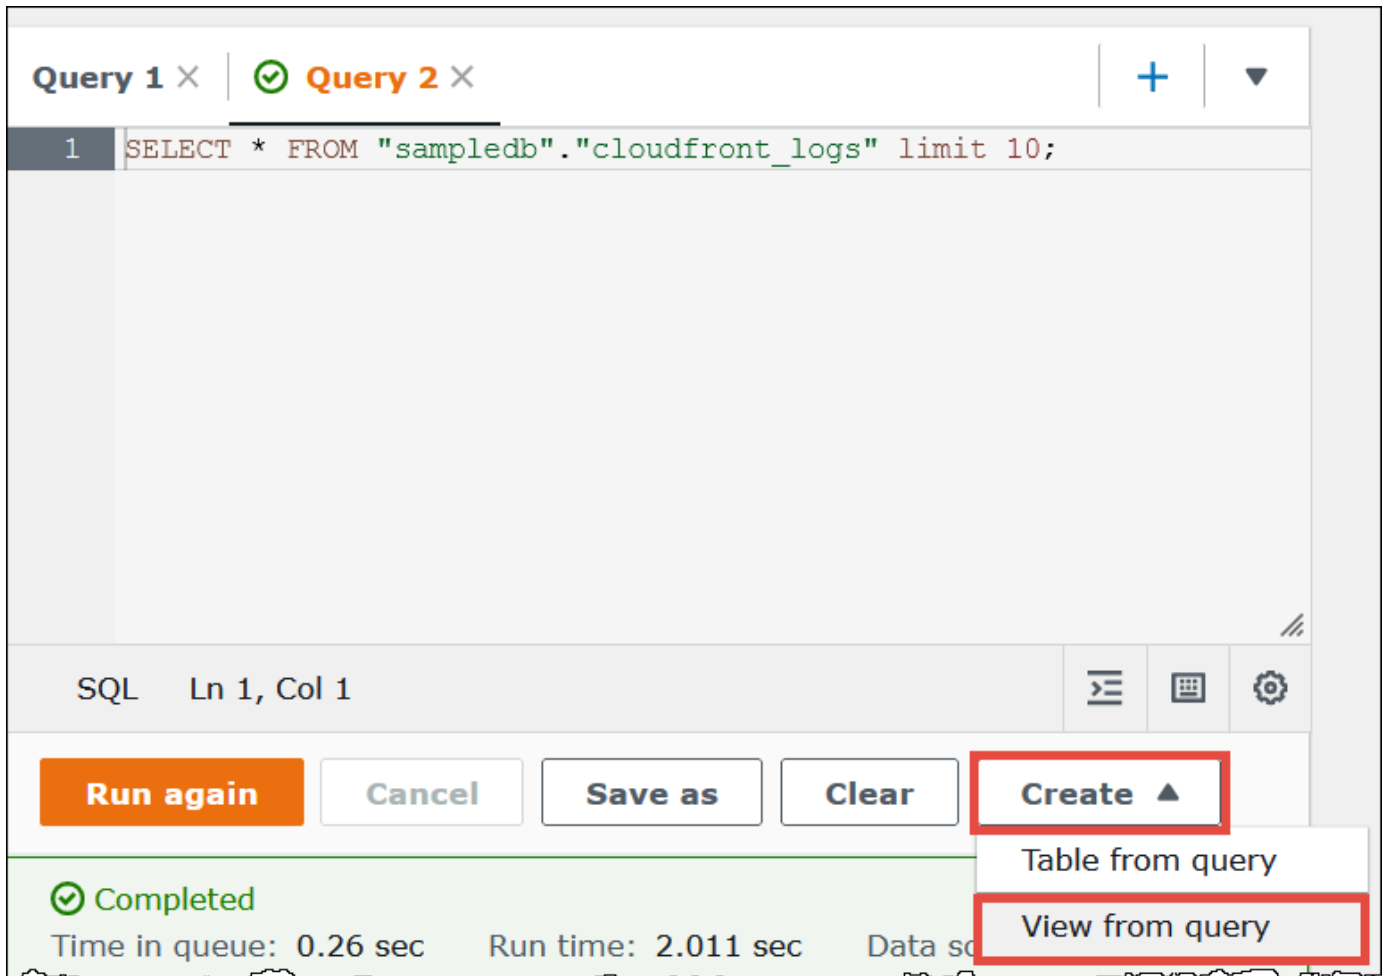 Query 1 Query 2
1 SELECT * FROM "sampledb"."cloudfront_logs" limit 10;
SQL Ln 1, Col 1
Run again Cancel Save as Clear Create
Table from query
Completed
View from query
Time in queue: 0.26 sec Run time: 2.011 sec Data